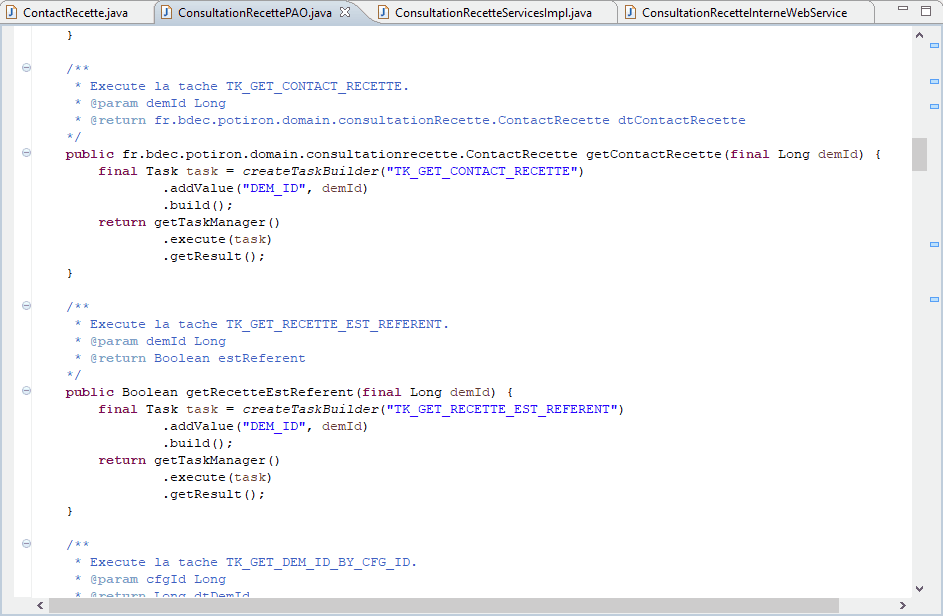 ContactRecette.java ConsultationRecettePAO.java ConsultationRecetteServicesImpl.java ConsultationRecetteInterneWebService
}
/**
* Execute la tache TK_GET_CONTACT_RECETTE.
* @param demId Long
* @return fr.bdec.potiron.domain.consultationRecette.ContactRecette dtContactRecette
*/
public fr.bdec.potiron.domain.consultationrecette.ContactRecette getContactRecette(final Long demId) {
final Task task = createTaskBuilder("TK_GET_CONTACT_RECETTE")
.addValue("DEM_ID", demId)
.build();
return getTaskManager()
.execute(task)
.getResult();
}
/**
* Execute la tache TK_GET_RECETTE_EST_REFERENT.
* @param demId Long
* @return Boolean estReferent
*/
public Boolean getRecetteEstReferent(final Long demId) {
final Task task = createTaskBuilder("TK_GET_RECETTE_EST_REFERENT")
.addValue("DEM_ID", demId)
.build();
return getTaskManager()
.execute(task)
.getResult();
}
/**
* Execute la tache TK_GET_DEM_ID_BY_CFG_ID.
* @param cfgId Long
* @return Long dtDemId